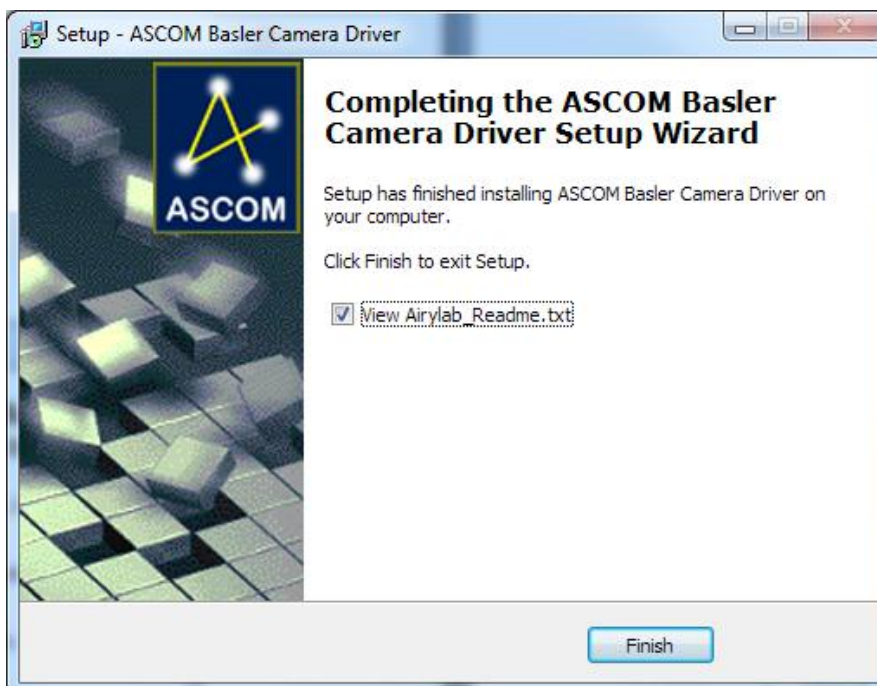 Setup - ASCOM Basler Camera Driver
ASCOM
Completing the ASCOM Basler
Camera Driver Setup Wizard
Setup has finished installing ASCOM Basler Camera Driver on
your computer.
Click Finish to exit Setup.
View Airylab_Readme.txt
Finish